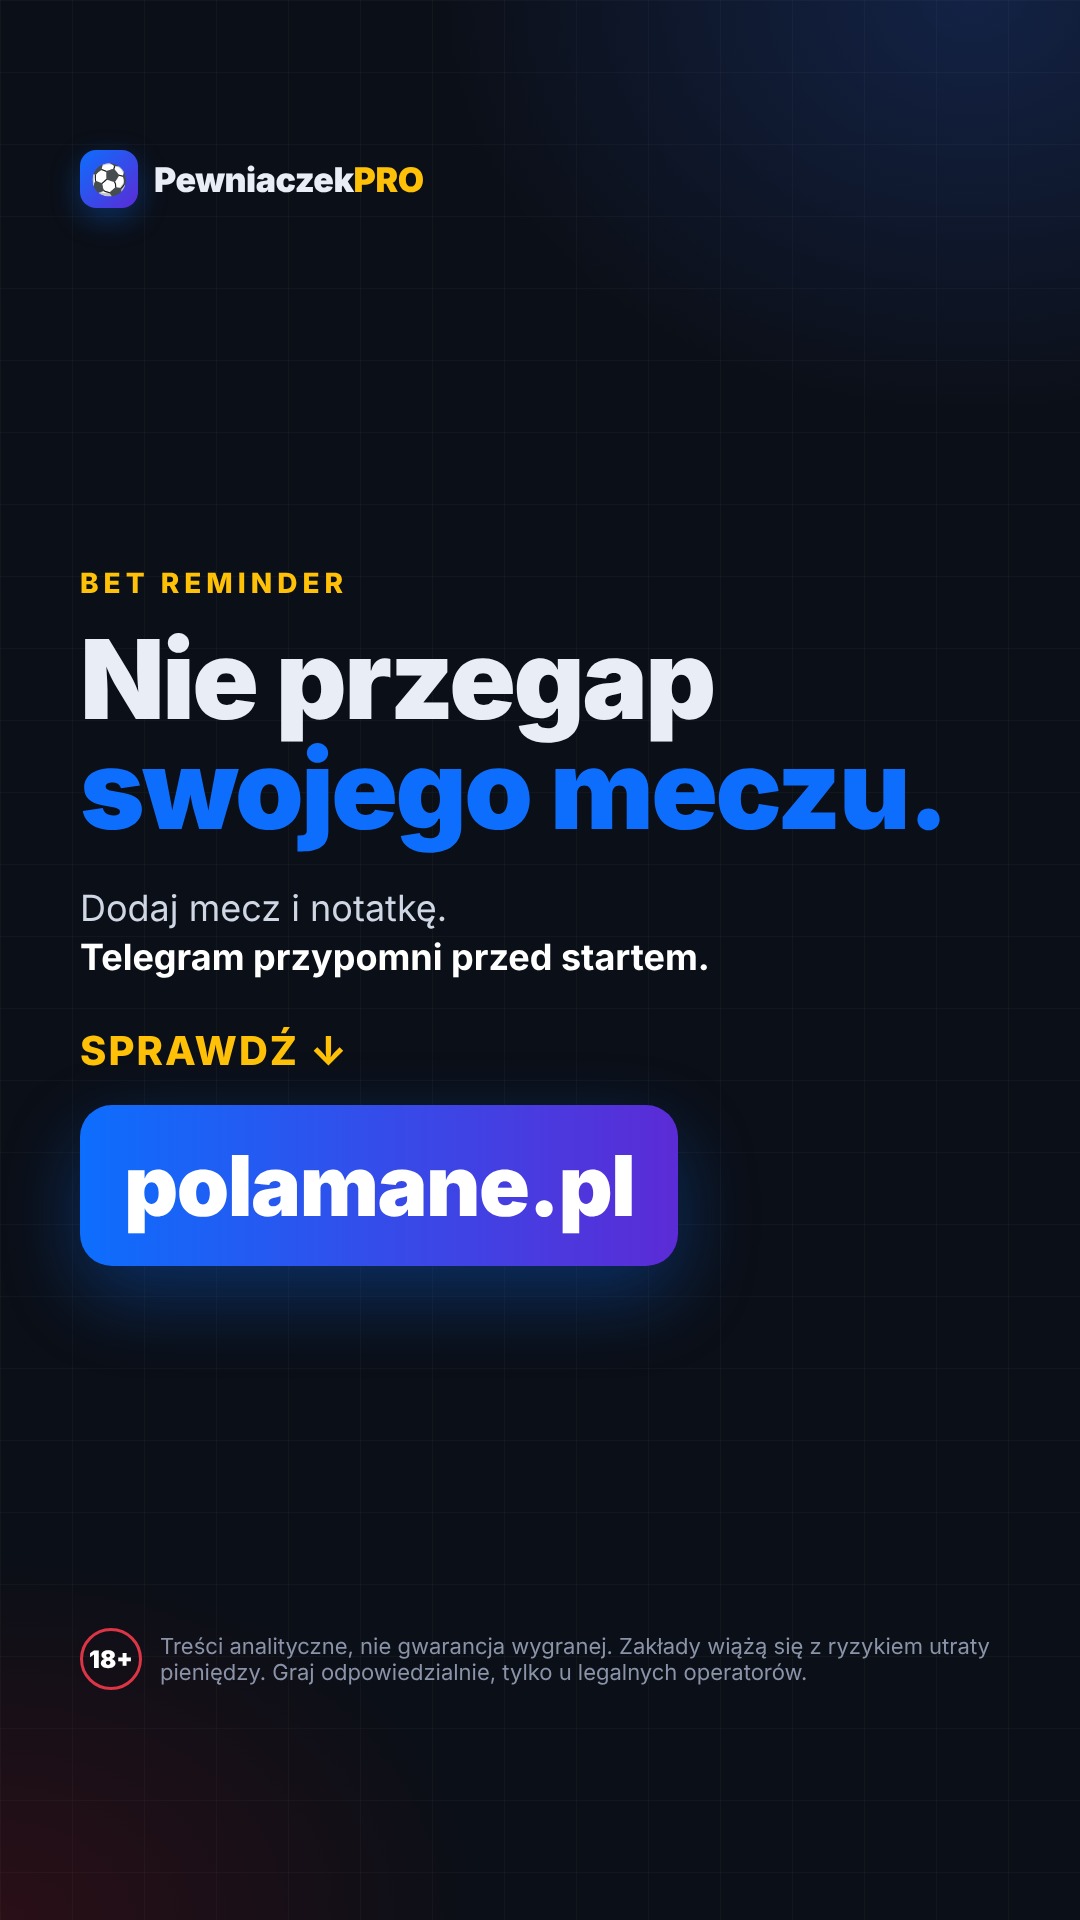 PewniaczekPRO
BET REMINDER
Nie przegap
swojego meczu.
Dodaj mecz i notatkę.
Telegram przypomni przed startem.
SPRAWDŹ ↓
polamane.pl
18+
Treści analityczne, nie gwarancja wygranej. Zakłady wiążą się z ryzykiem utraty
pieniędzy. Graj odpowiedzialnie, tylko u legalnych operatorów.